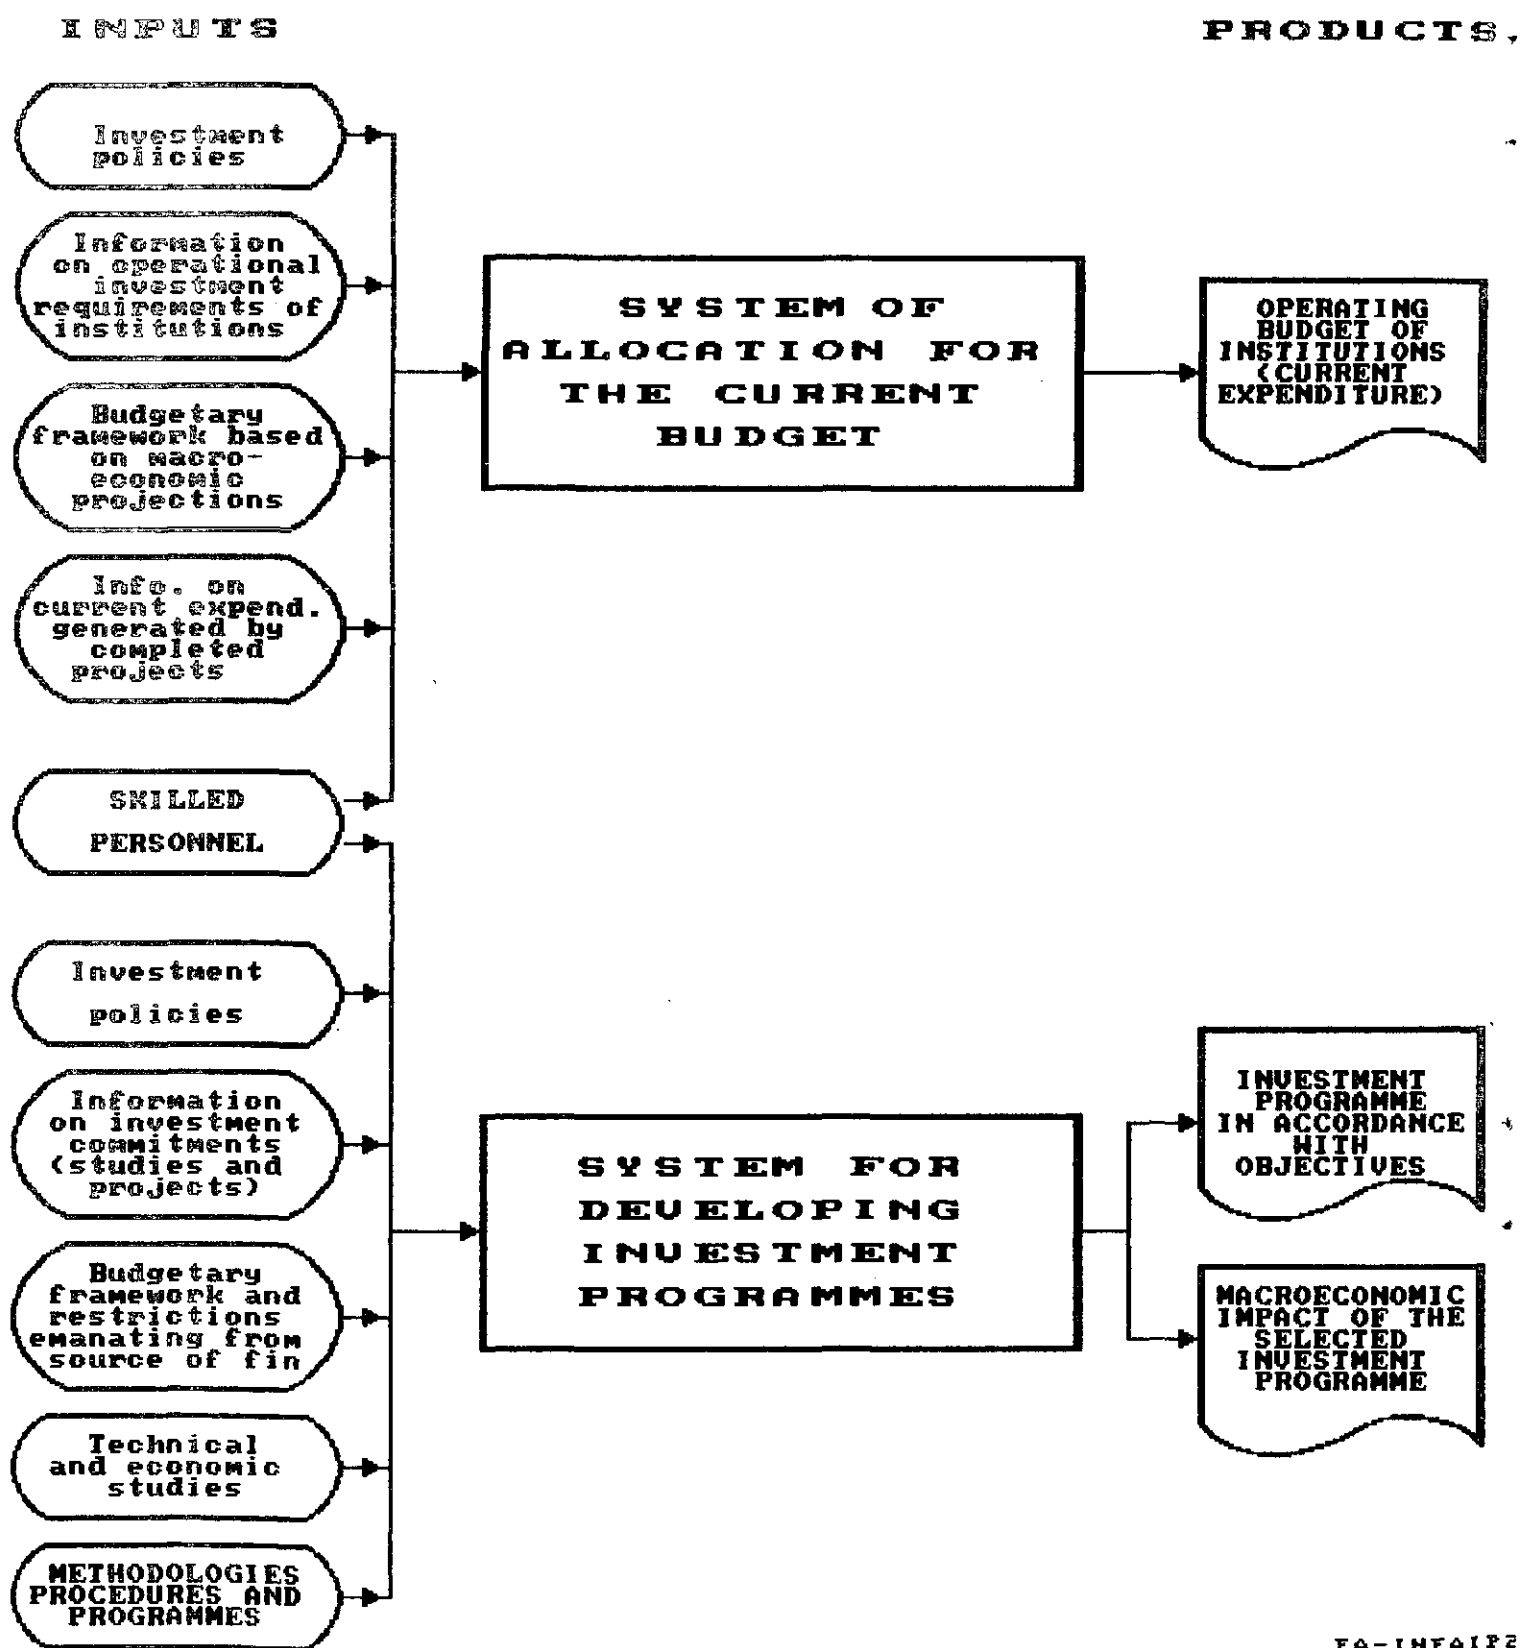 INPUTS
PRODUCTS.
Investment
policies
Information
on operational
investment
requirements of
institutions
Budgetary
framework based
on macro-
economic
projections
Info. on
current expend.
generated by
completed
projects
SKILLED
PERSONNEL
SYSTEM OF
ALLOCATION FOR
THE CURRENT
BUDGET
OPERATING
BUDGET OF
INSTITUTIONS
(CURRENT
EXPENDITURE)
Investment
policies
Information
on investment
commitments
(studies and
projects)
Budgetary
framework and
restrictions
emanating from
source of fin
Technical
and economic
studies
METHODOLOGIES
PROCEDURES AND
PROGRAMMES
SYSTEM FOR
DEVELOPING
INVESTMENT
PROGRAMMES
INVESTMENT
PROGRAMME
IN ACCORDANCE
WITH
OBJECTIVES
MACROECONOMIC
IMPACT OF THE
SELECTED
INVESTMENT
PROGRAMME